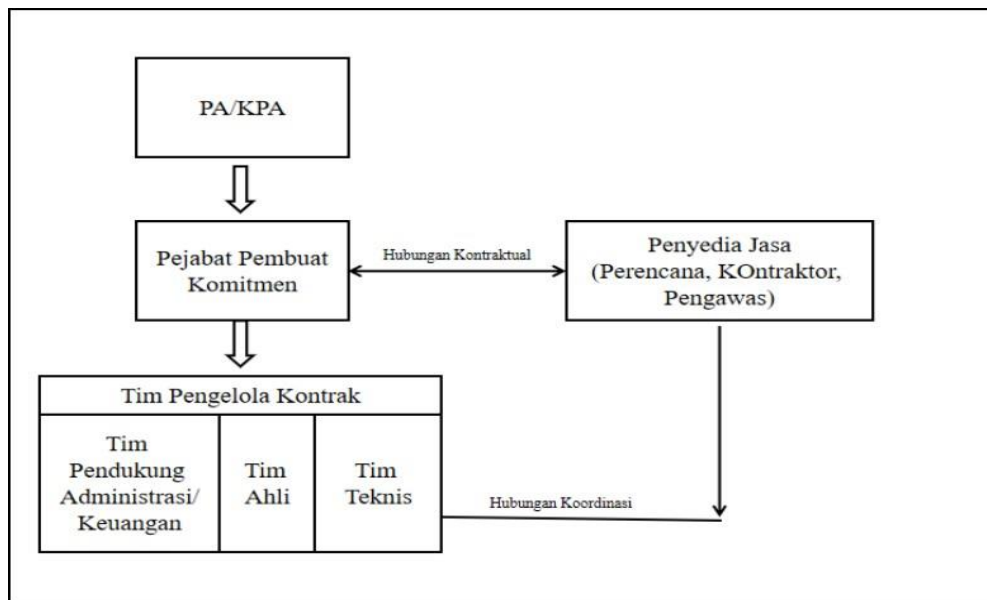 PA/KPA
Pejabat Pembuat
Komitmen
Hubungan Kontraktual
Penyedia Jasa
(Perencana, KOntraktor,
Pengawas)
Tim Pengelola Kontrak
Tim
Pendukung
Administrasi/
Keuangan
Tim
Ahli
Tim
Teknis
Hubungan Koordinasi